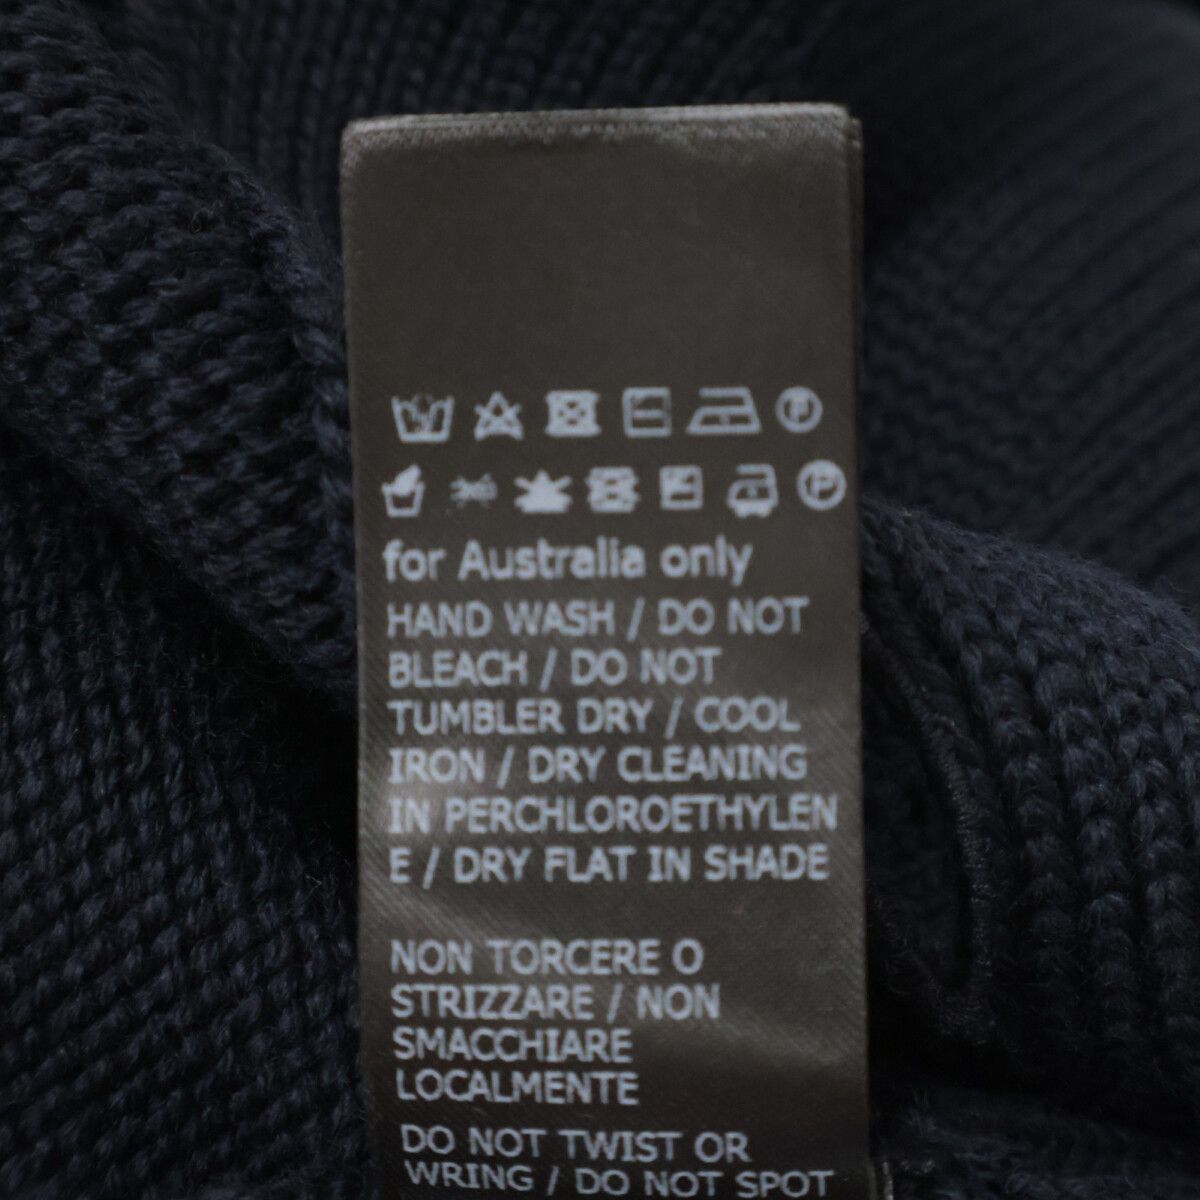 for Australia only
HAND WASH / DO NOT
BLEACH / DO NOT
TUMBLER DRY / COOL
IRON / DRY CLEANING
IN PERCHLOROETHYLEN
E / DRY FLAT IN SHADE
NON TORCERE O
STRIZZARE / NON
SMACCHIARE
LOCALMENTE
DO NOT TWIST OR
WRING / DO NOT SPOT